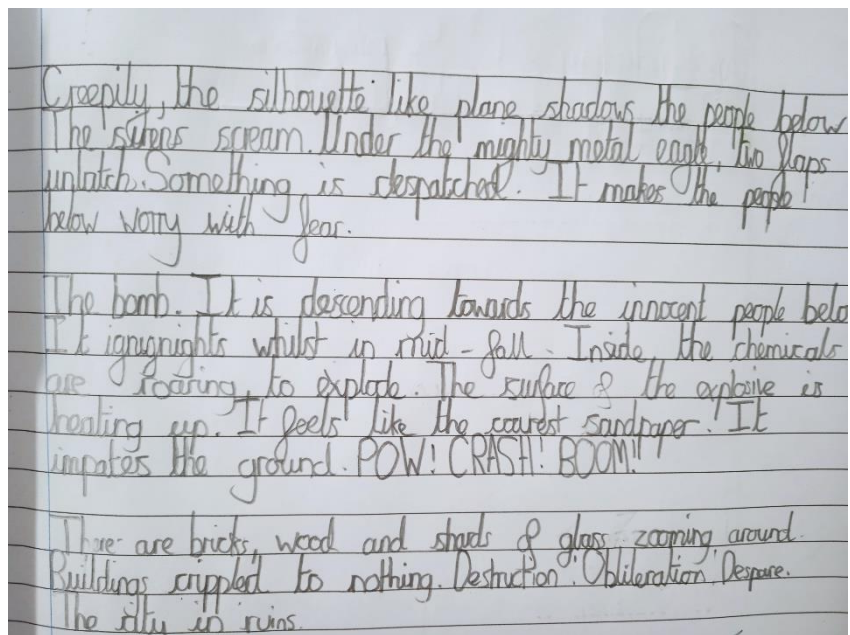 Creepily, the silhouette like plane shadows the people below
The sirens scream. Under the mighty metal eagle, two flaps
unlatch. Something is despatched. It makes the people
below worry with fear.
The bomb. It is descending towards the innocent people belo
It ignignights whilst in mid-fall. Inside, the chemicals
are roaring to explode. The surface of the explosive is
heating up. It feels like the coarest sandpaper. It
impates the ground. POW! CRASH! BOOM!
There are bricks, wood and shards of glass zooming around.
Buildings crippled to nothing. Destruction. Obliteration. Despare.
The city in ruins.